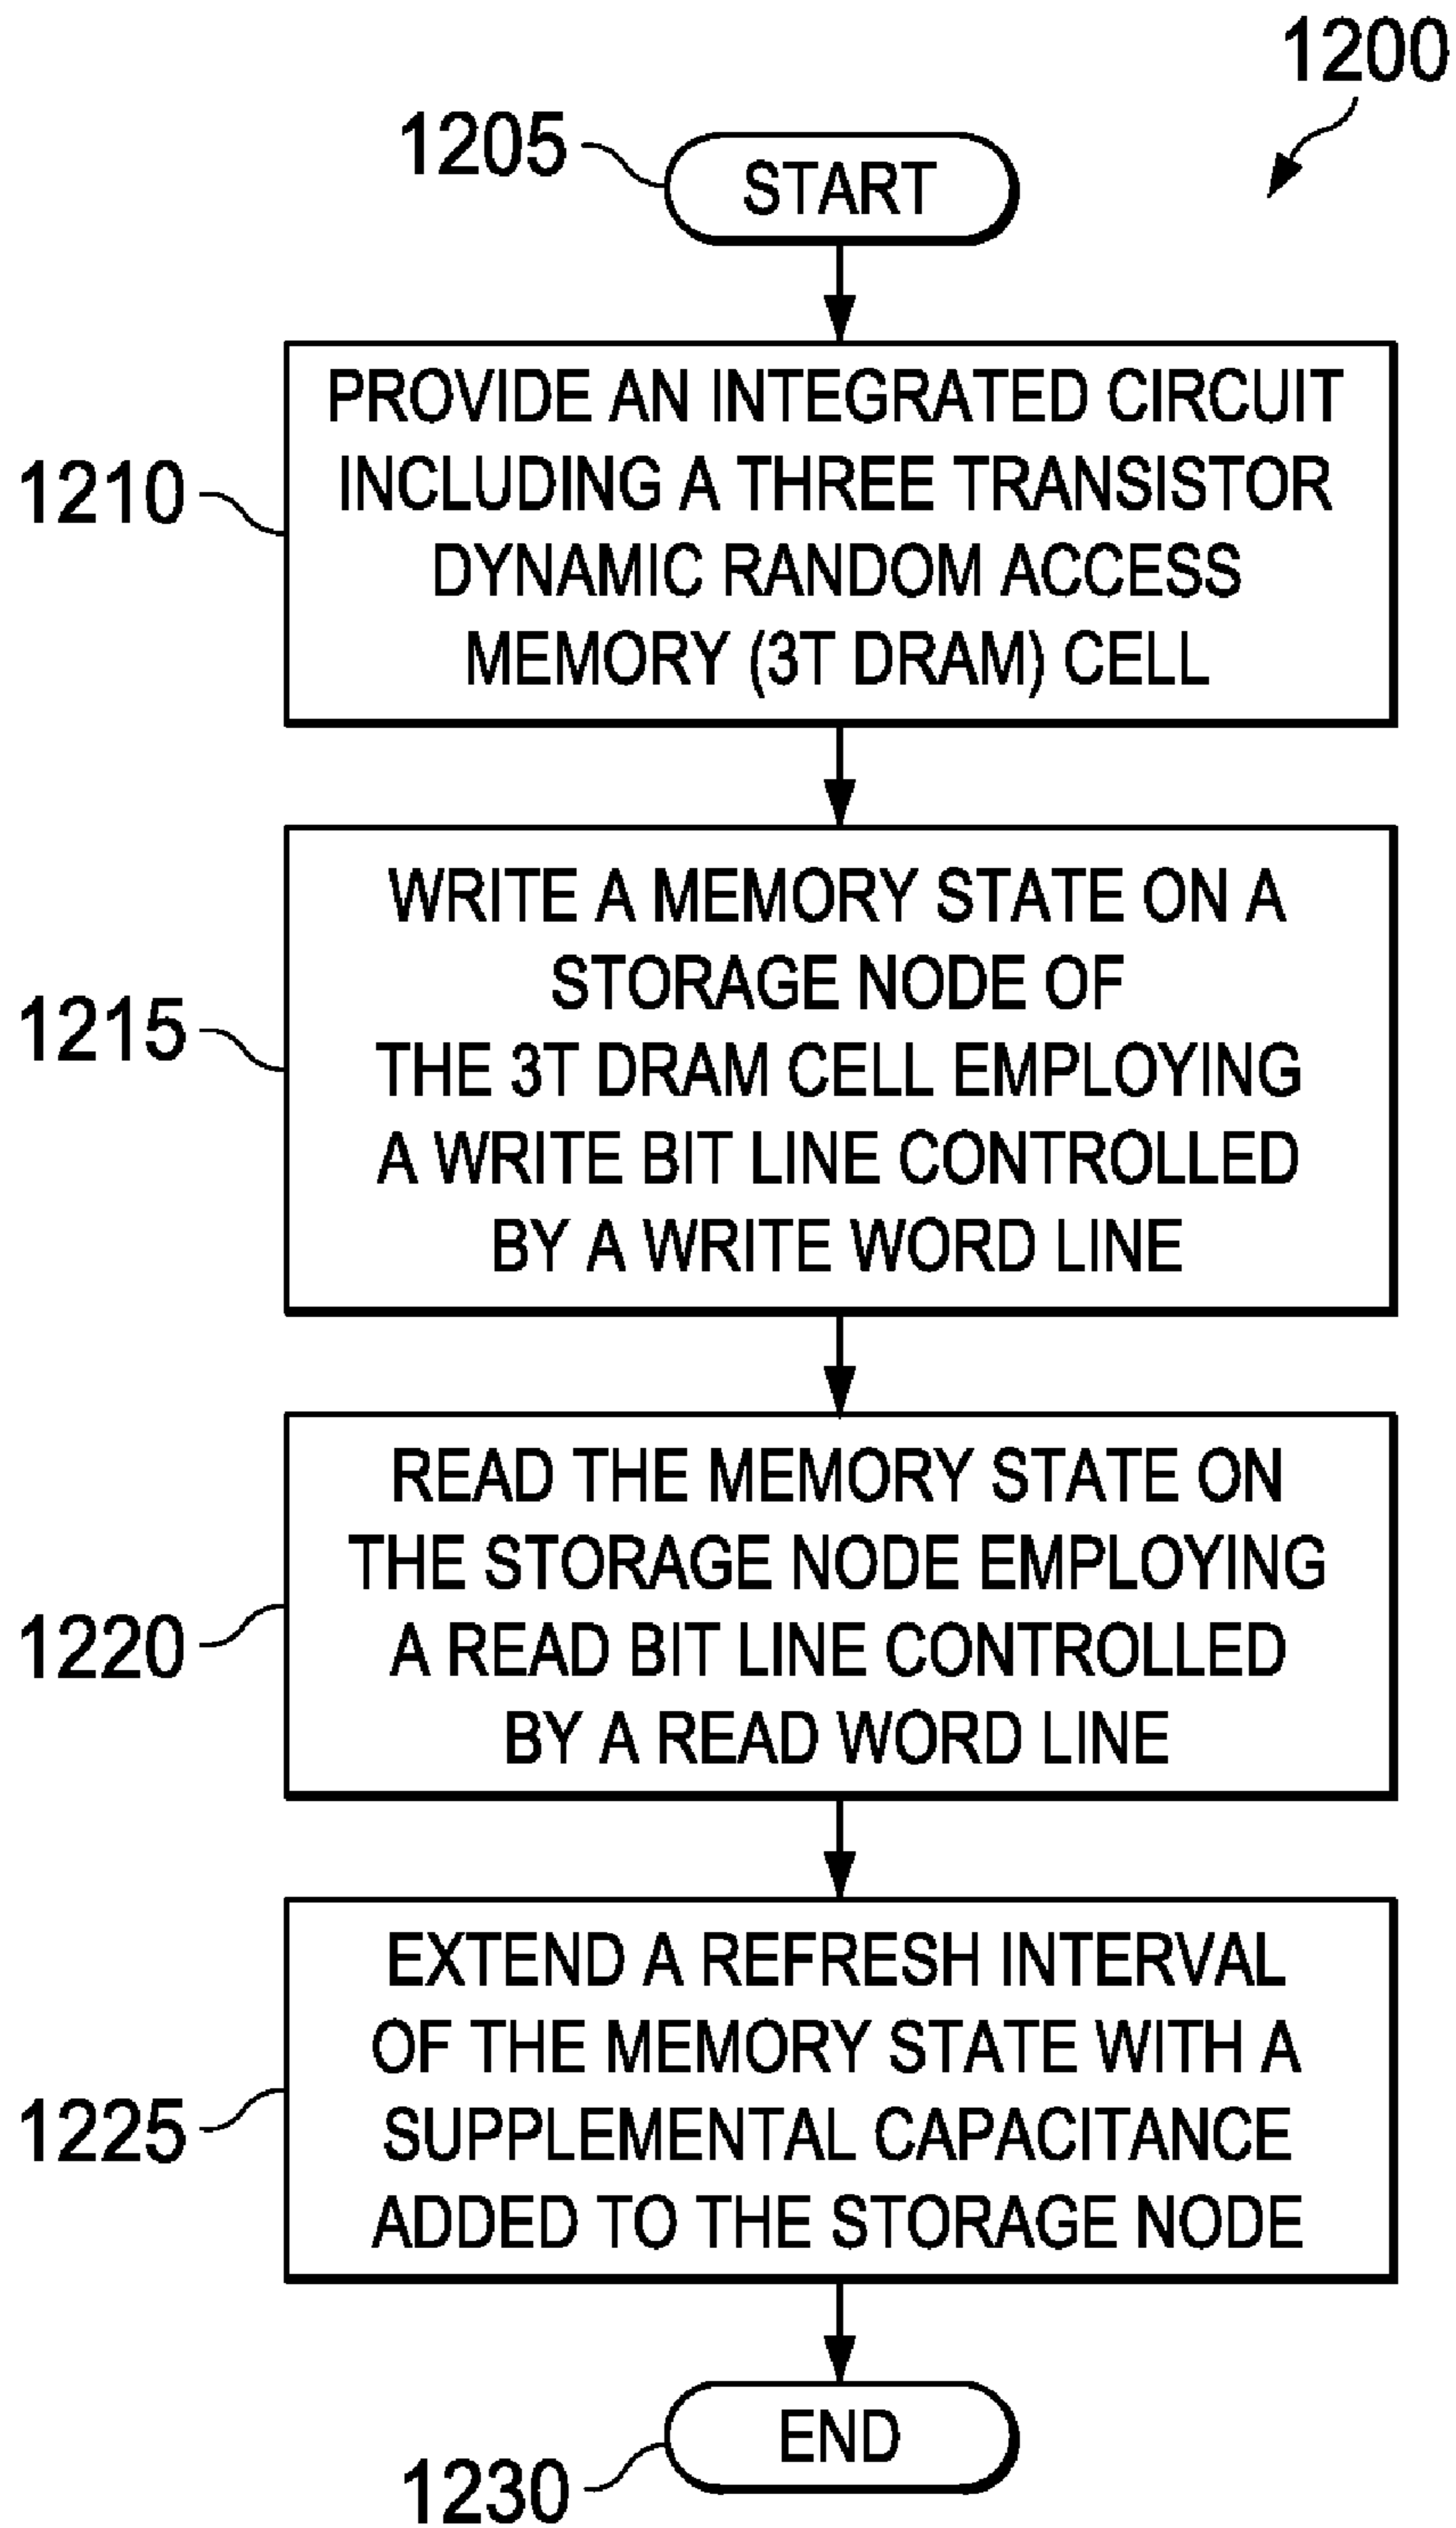 1200
1205
START
1210
PROVIDE AN INTEGRATED CIRCUIT
INCLUDING A THREE TRANSISTOR
DYNAMIC RANDOM ACCESS
MEMORY (3T DRAM) CELL
1215
WRITE A MEMORY STATE ON A
STORAGE NODE OF
THE 3T DRAM CELL EMPLOYING
A WRITE BIT LINE CONTROLLED
BY A WRITE WORD LINE
1220
READ THE MEMORY STATE ON
THE STORAGE NODE EMPLOYING
A READ BIT LINE CONTROLLED
BY A READ WORD LINE
1225
EXTEND A REFRESH INTERVAL
OF THE MEMORY STATE WITH A
SUPPLEMENTAL CAPACITANCE
ADDED TO THE STORAGE NODE
END
1230